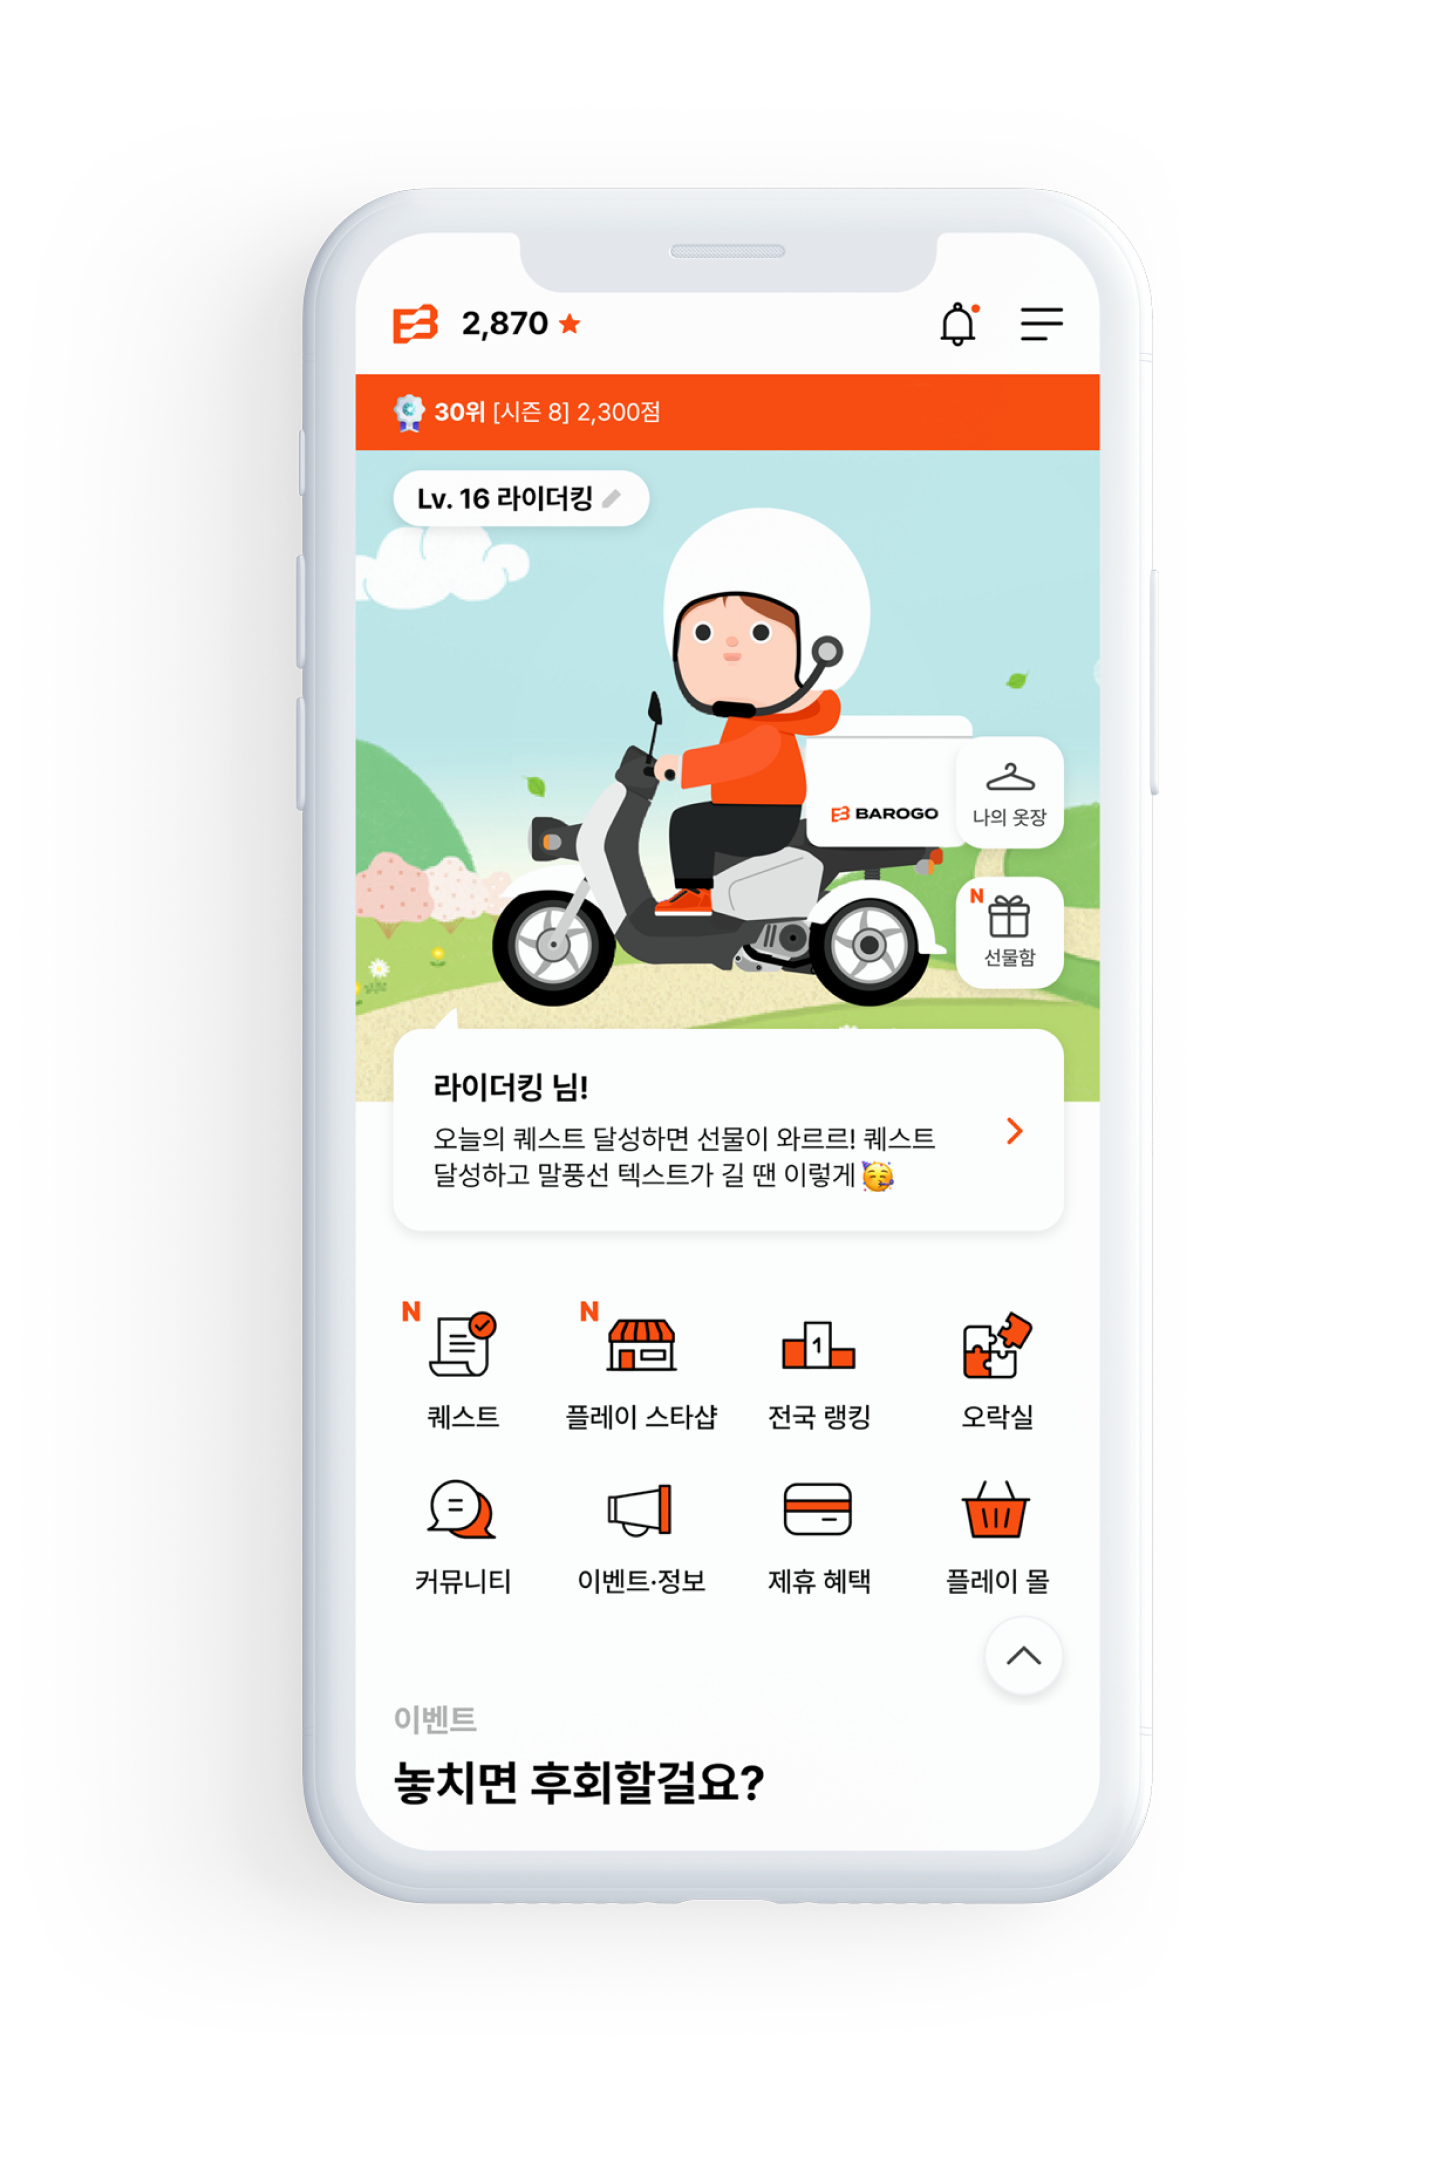 2,870
30위 [시즌 8] 2,300점
Lv. 16 라이더킹
BAROGO
나의 옷장
N
선물함
라이더킹 님!
오늘의 퀘스트 달성하면 선물이 와르르! 퀘스트
달성하고 말풍선 텍스트가 길 땐 이렇게
N
N
1
퀘스트
플레이 스타샵
전국 랭킹
오락실
커뮤니티
이벤트·정보
제휴 혜택
플레이 몰
이벤트
놓치면 후회할걸요?